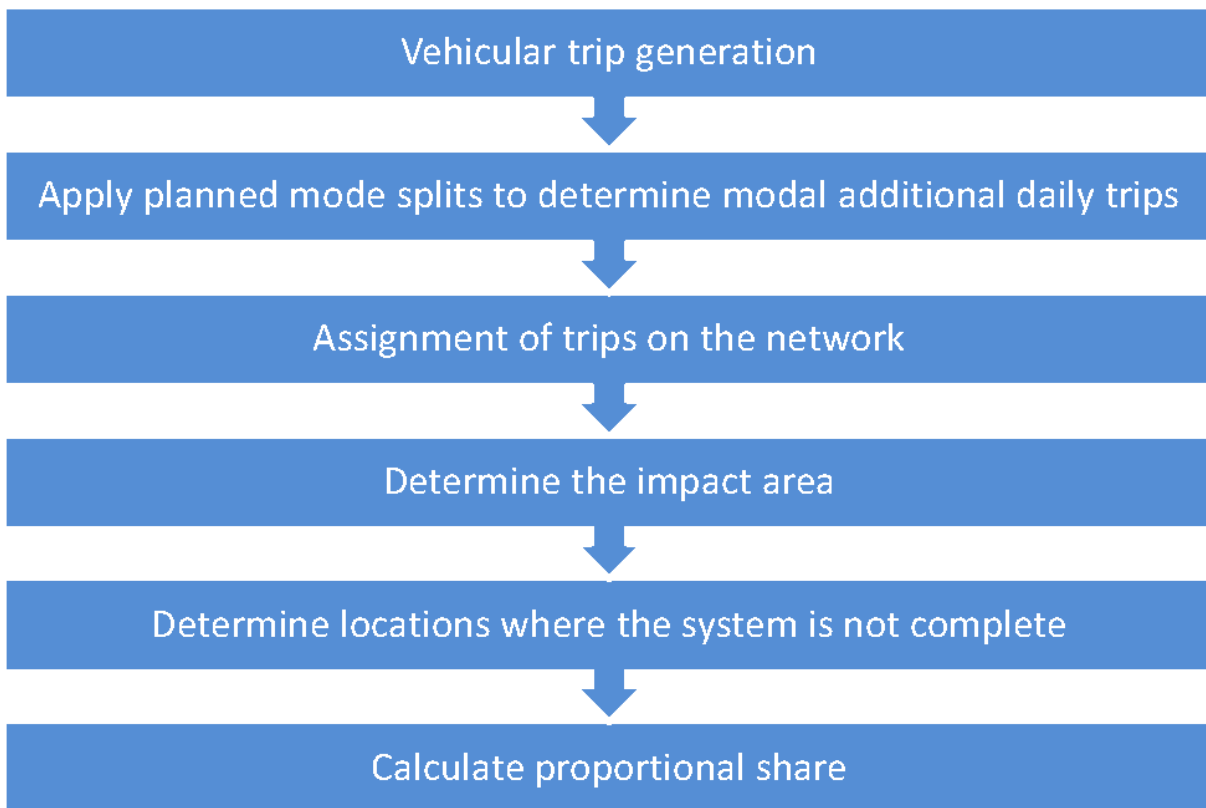 Vehicular trip generation
Apply planned mode splits to determine modal additional daily trips
Assignment of trips on the network
Determine the impact area
Determine locations where the system is not complete
Calculate proportional share